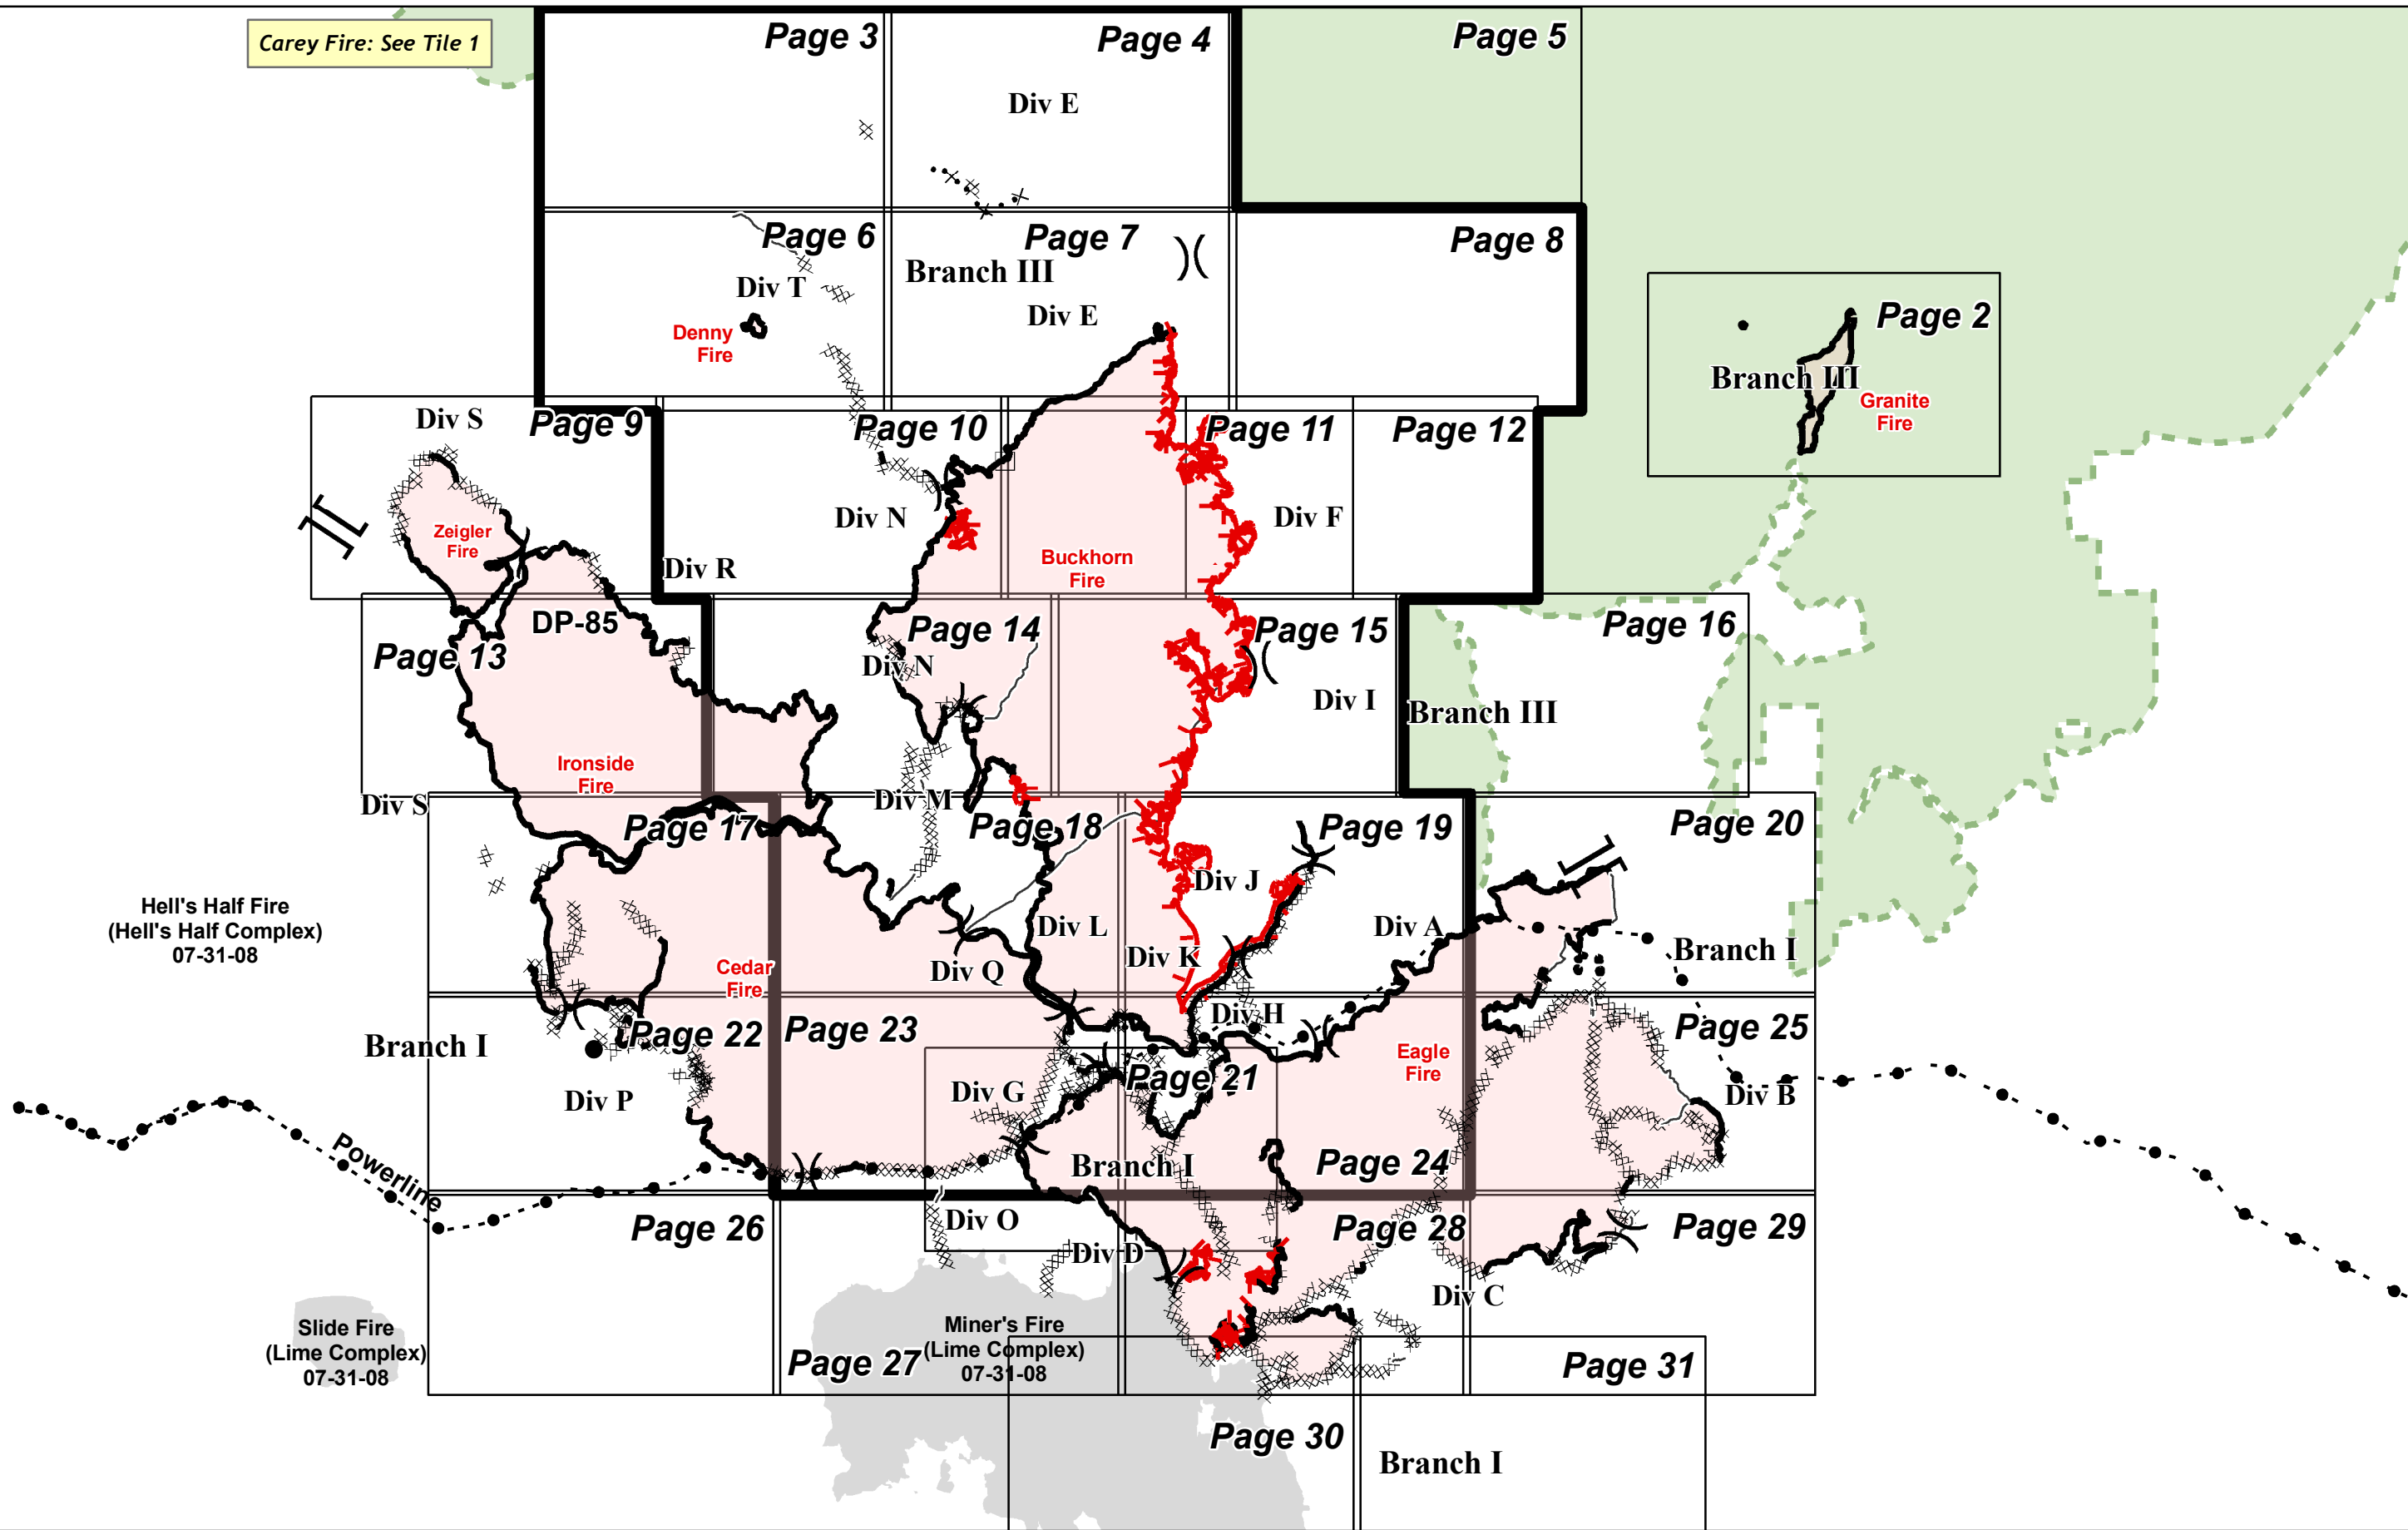 Carey Fire: See Tile 1
Page 3
Page 4
Page 5
Div E
Page 6
Page 7
Page 8
Branch III
Div T
Div E
Denny
Fire
Page 2
Branch III
Granite
Fire
Div S
Page 9
Page 10
Page 11
Page 12
Div N
Div F
Zeigler
Fire
Buckhorn
Fire
Div R
DP-85
Page 13
Page 14
Page 15
Page 16
Div N
Div I
Branch III
Ironside
Fire
Div S
Div M
Page 17
Page 18
Page 19
Page 20
Div J
Hell's Half Fire
(Hell's Half Complex)
07-31-08
Div L
Div A
Div K
Branch I
Cedar
Fire
Div Q
Div H
Page 22
Page 23
Page 25
Branch I
Eagle
Fire
Page 21
Div G
Div B
Div P
Powerline
Branch I
Page 24
Div O
Page 26
Page 28
Page 29
Div D
Div C
Slide Fire
(Lime Complex)
07-31-08
Miner's Fire
(Lime Complex)
07-31-08
Page 27
Page 31
Page 30
Branch I